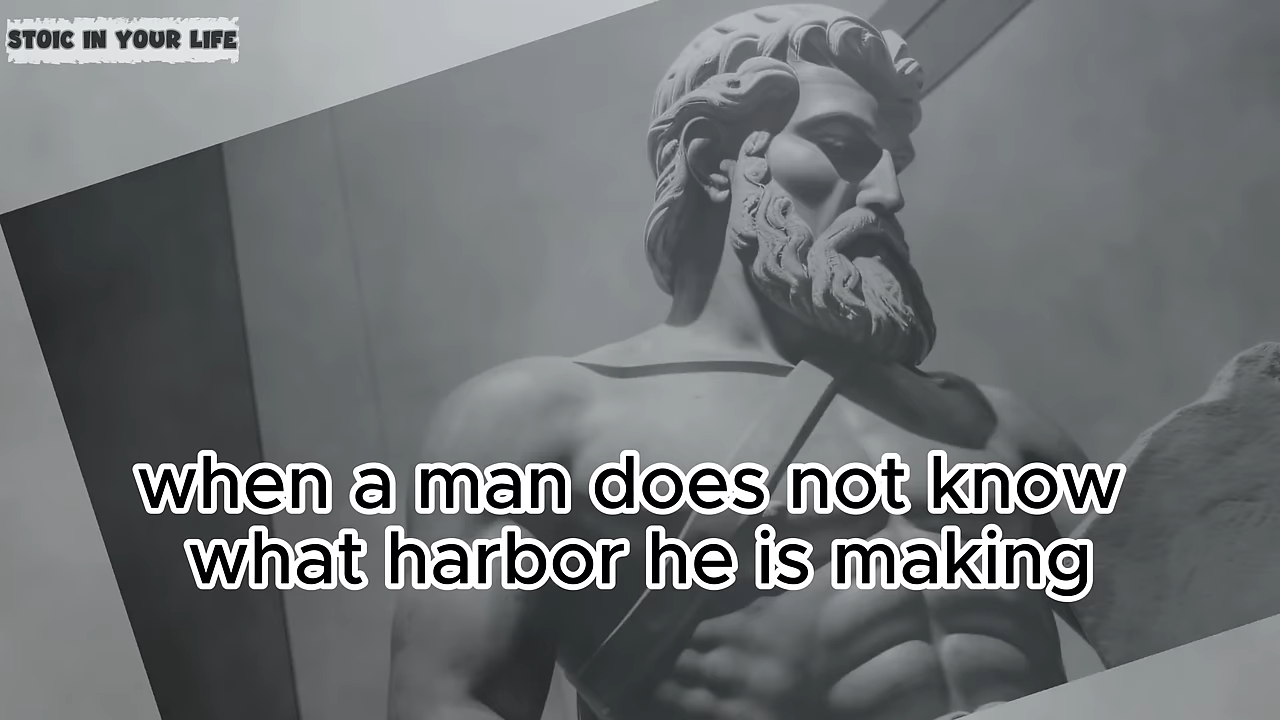 STOIC IN YOUR LIFE
when a man does not know
what harbor he is making